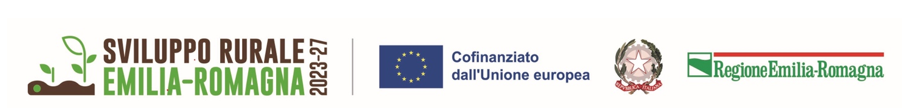 SVILUPPO RURALE
EMILIA-ROMAGNA
2023-27
Cofinanziato
dall'Unione europea
RegioneEmilia-Romagna